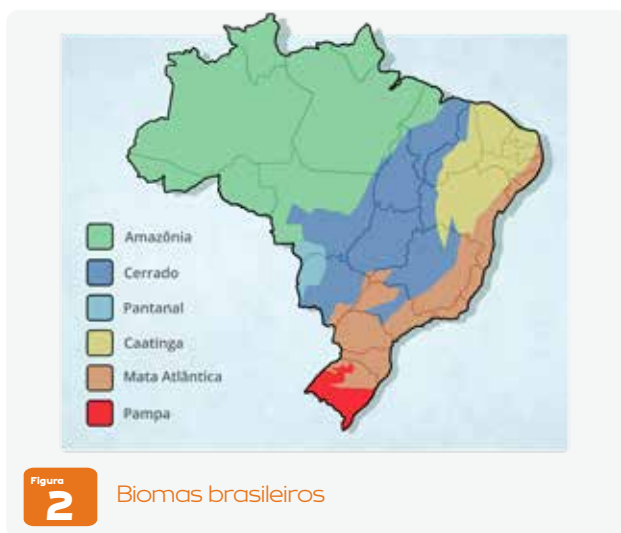 Amazônia
Cerrado
Pantanal
Caatinga
Mata Atlântica
Pampa
Figura
2
Biomas brasileiros